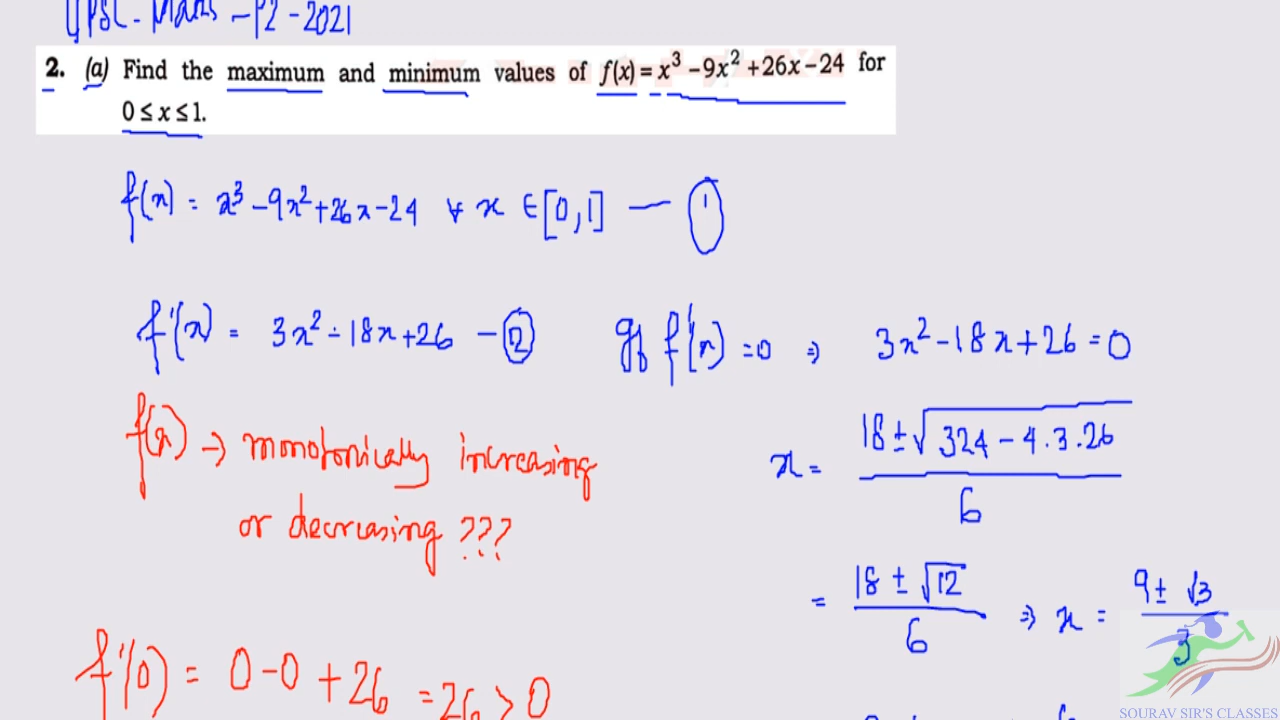 UPSC - Mains - P2 - 2021
2. (a) Find the maximum and minimum values of f(x) = x³ – 9x² + 26x – 24 for
0 ≤ x ≤ 1.
f(x) = x³ - 9x² + 26x - 24 ∀ x ∈ [0,1] — ①
f'(x) = 3x² - 18x + 26 - ② If f'(x) = 0 ⇒ 3x² - 18x + 26 = 0
f(x) → monotonically increasing
or decreasing ???
x = (18 ± √(324 - 4.3.26)) / 6
= (18 ± √12) / 6 ⇒ x = (9 ± √3) / 3
f'(0) = 0 - 0 + 26 = 26 > 0
SOURAV SIR'S CLASSES